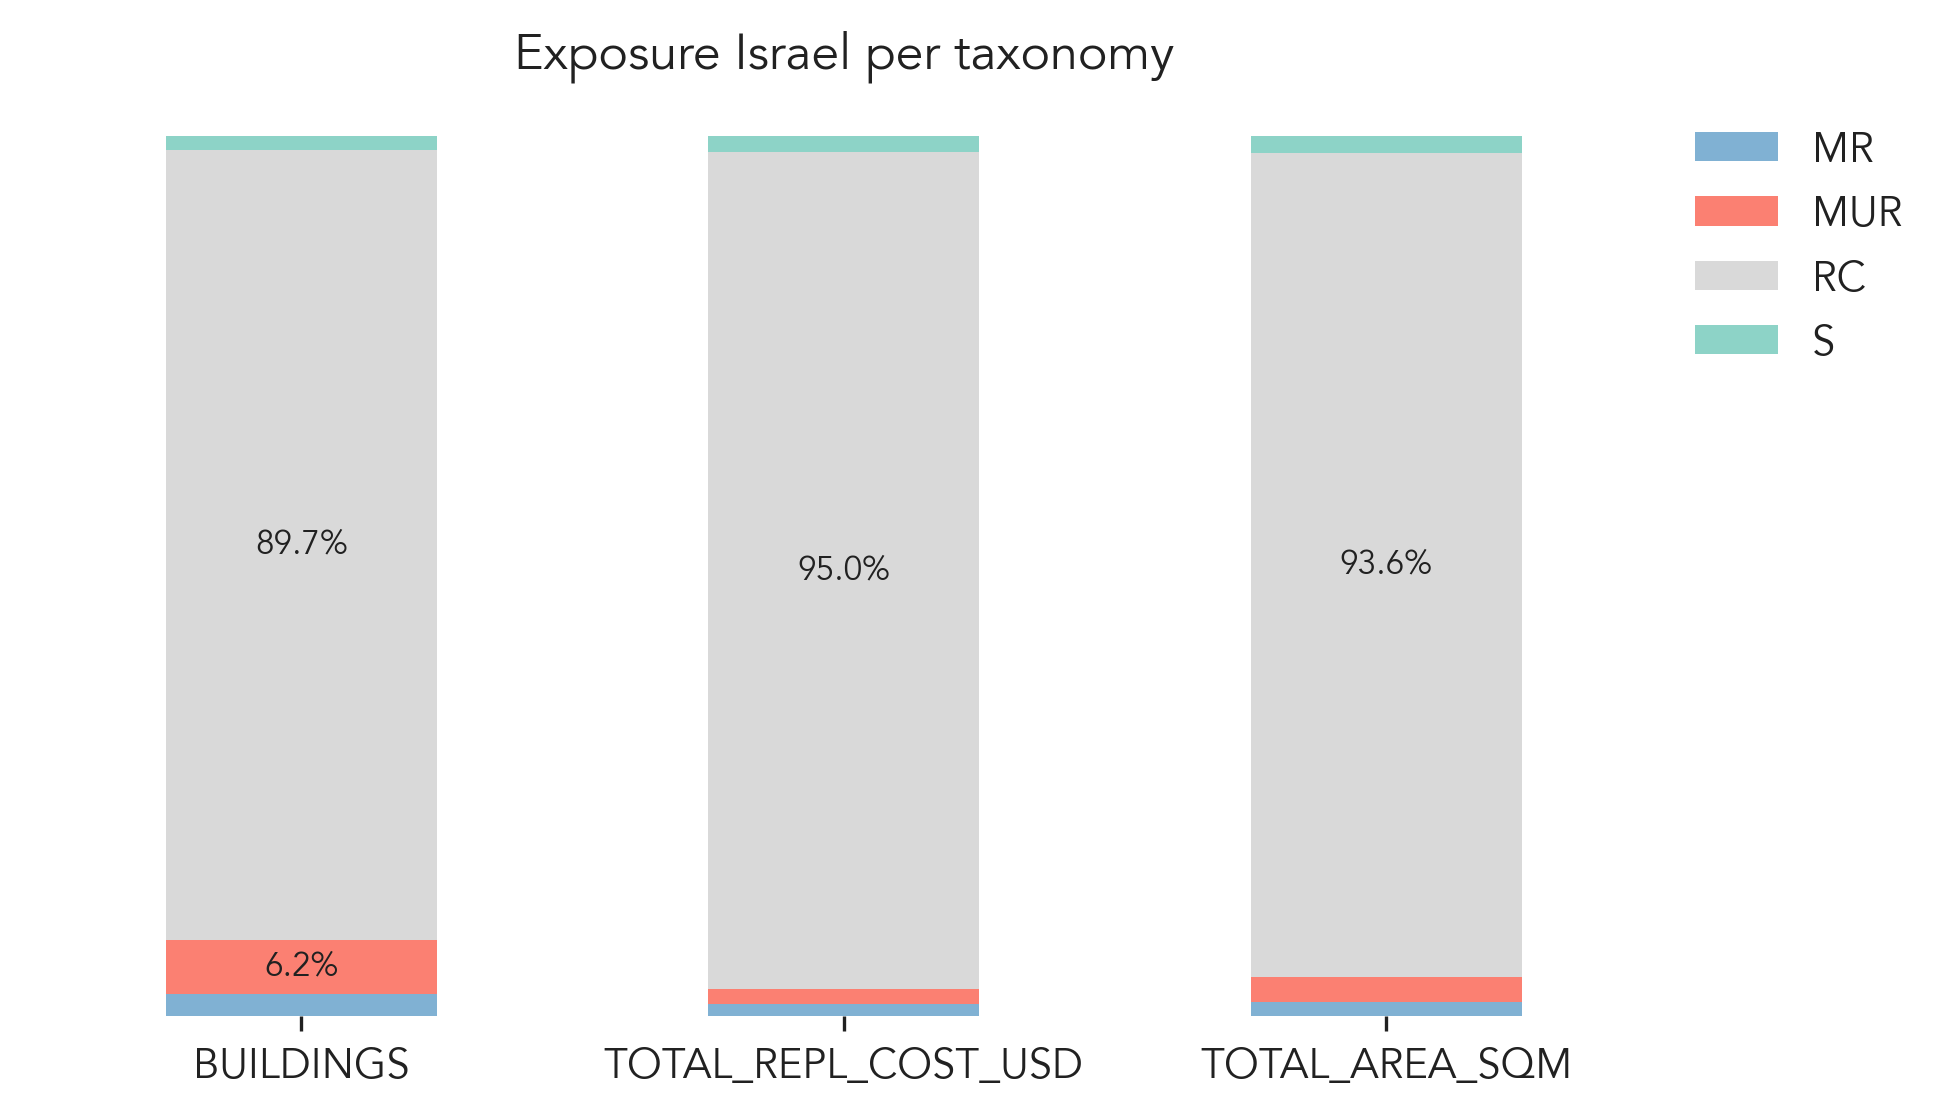 Exposure Israel per taxonomy
MR
MUR
RC
S
89.7%
95.0%
93.6%
6.2%
BUILDINGS
TOTAL_REPL_COST_USD
TOTAL_AREA_SQM